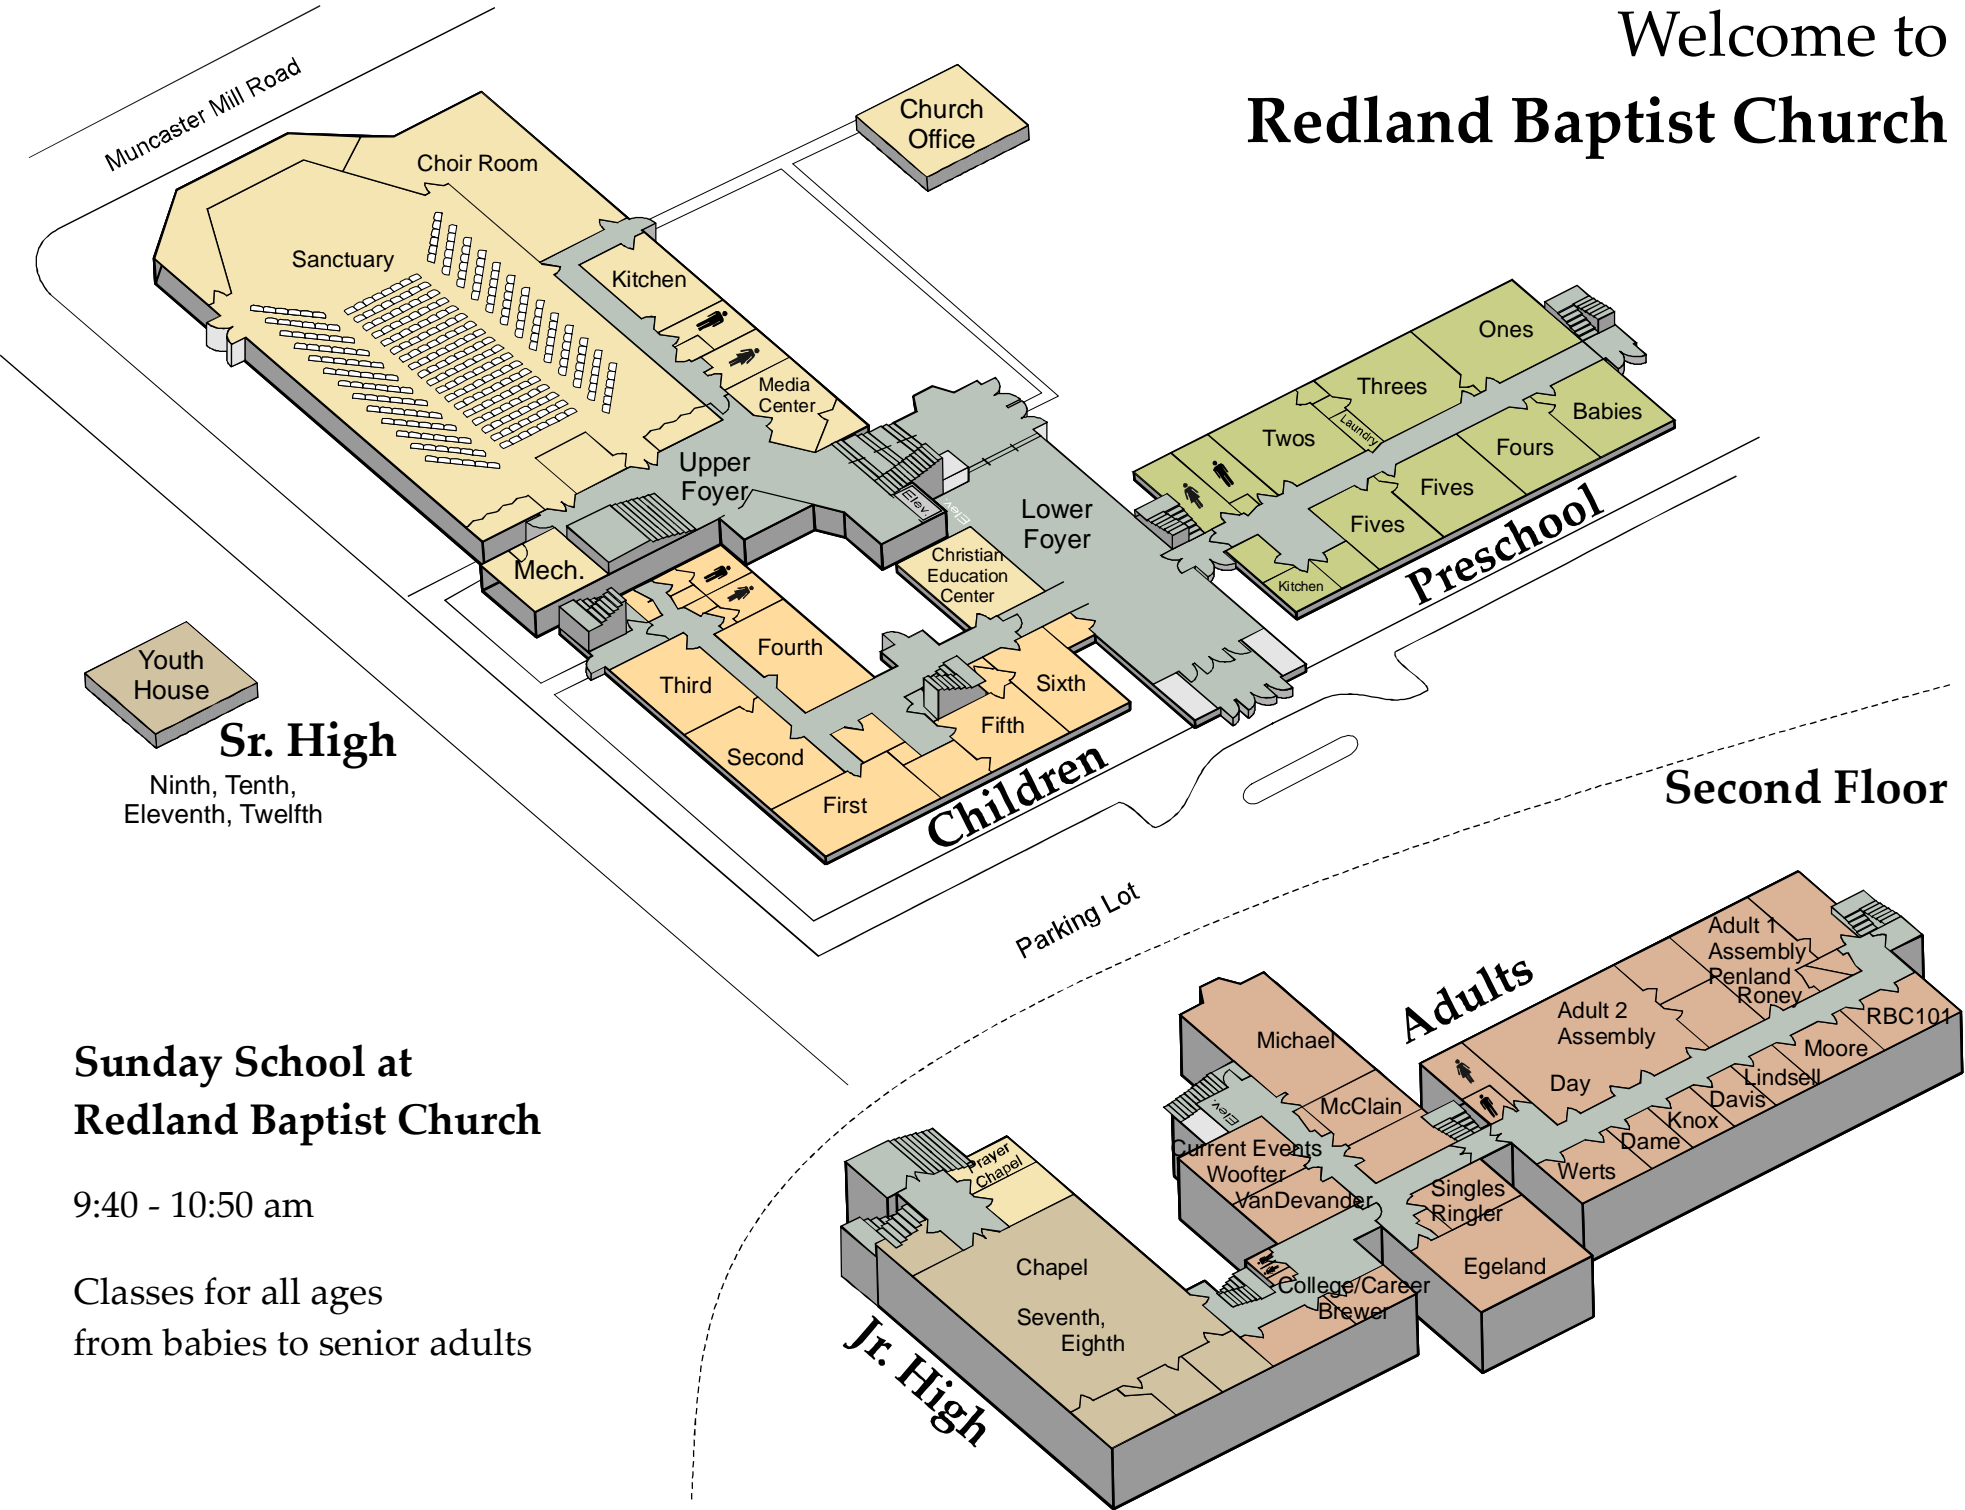 Welcome to
Redland Baptist Church
Muncaster Mill Road
Church
Office
Choir Room
Sanctuary
Kitchen
Media
Center
Upper
Foyer
Elev.
Elev.
Lower
Foyer
Christian
Education
Center
Mech.
Ones
Threes
Babies
Laundry
Twos
Fours
Fives
Fives
Kitchen
Preschool
Fourth
Third
Sixth
Second
Fifth
First
Children
Youth
House
Sr. High
Ninth, Tenth,
Eleventh, Twelfth
Parking Lot
Second Floor
Adults
Adult 1
Assembly
Penland
Roney
Adult 2
Assembly
Day
RBC101
Moore
Lindsell
Davis
Knox
Dame
Werts
Michael
McClain
Elev.
Current Events
Woofter
VanDevander
Singles
Ringler
Egeland
College/Career
Brewer
Prayer
Chapel
Chapel
Seventh,
Eighth
Jr. High
Sunday School at
Redland Baptist Church
9:40 - 10:50 am
Classes for all ages
from babies to senior adults